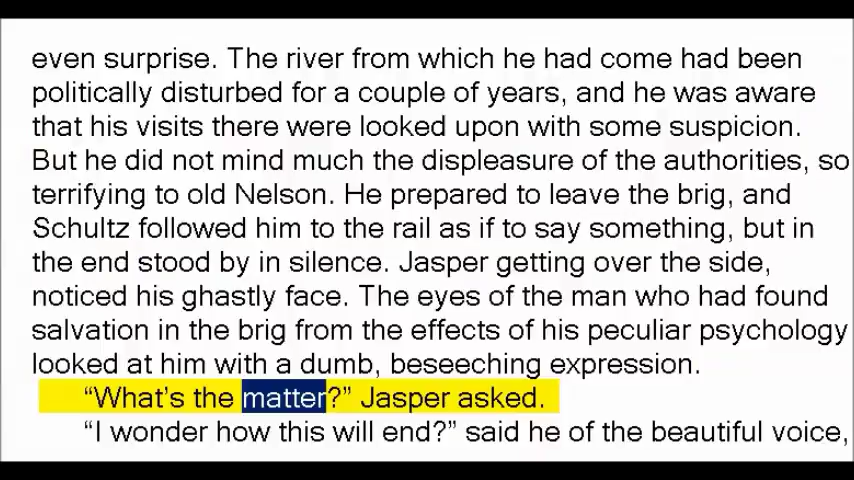 even surprise. The river from which he had come had been
politically disturbed for a couple of years, and he was aware
that his visits there were looked upon with some suspicion.
But he did not mind much the displeasure of the authorities, so
terrifying to old Nelson. He prepared to leave the brig, and
Schultz followed him to the rail as if to say something, but in
the end stood by in silence. Jasper getting over the side,
noticed his ghastly face. The eyes of the man who had found
salvation in the brig from the effects of his peculiar psychology
looked at him with a dumb, beseeching expression.
“What’s the matter?” Jasper asked.
“I wonder how this will end?” said he of the beautiful voice,